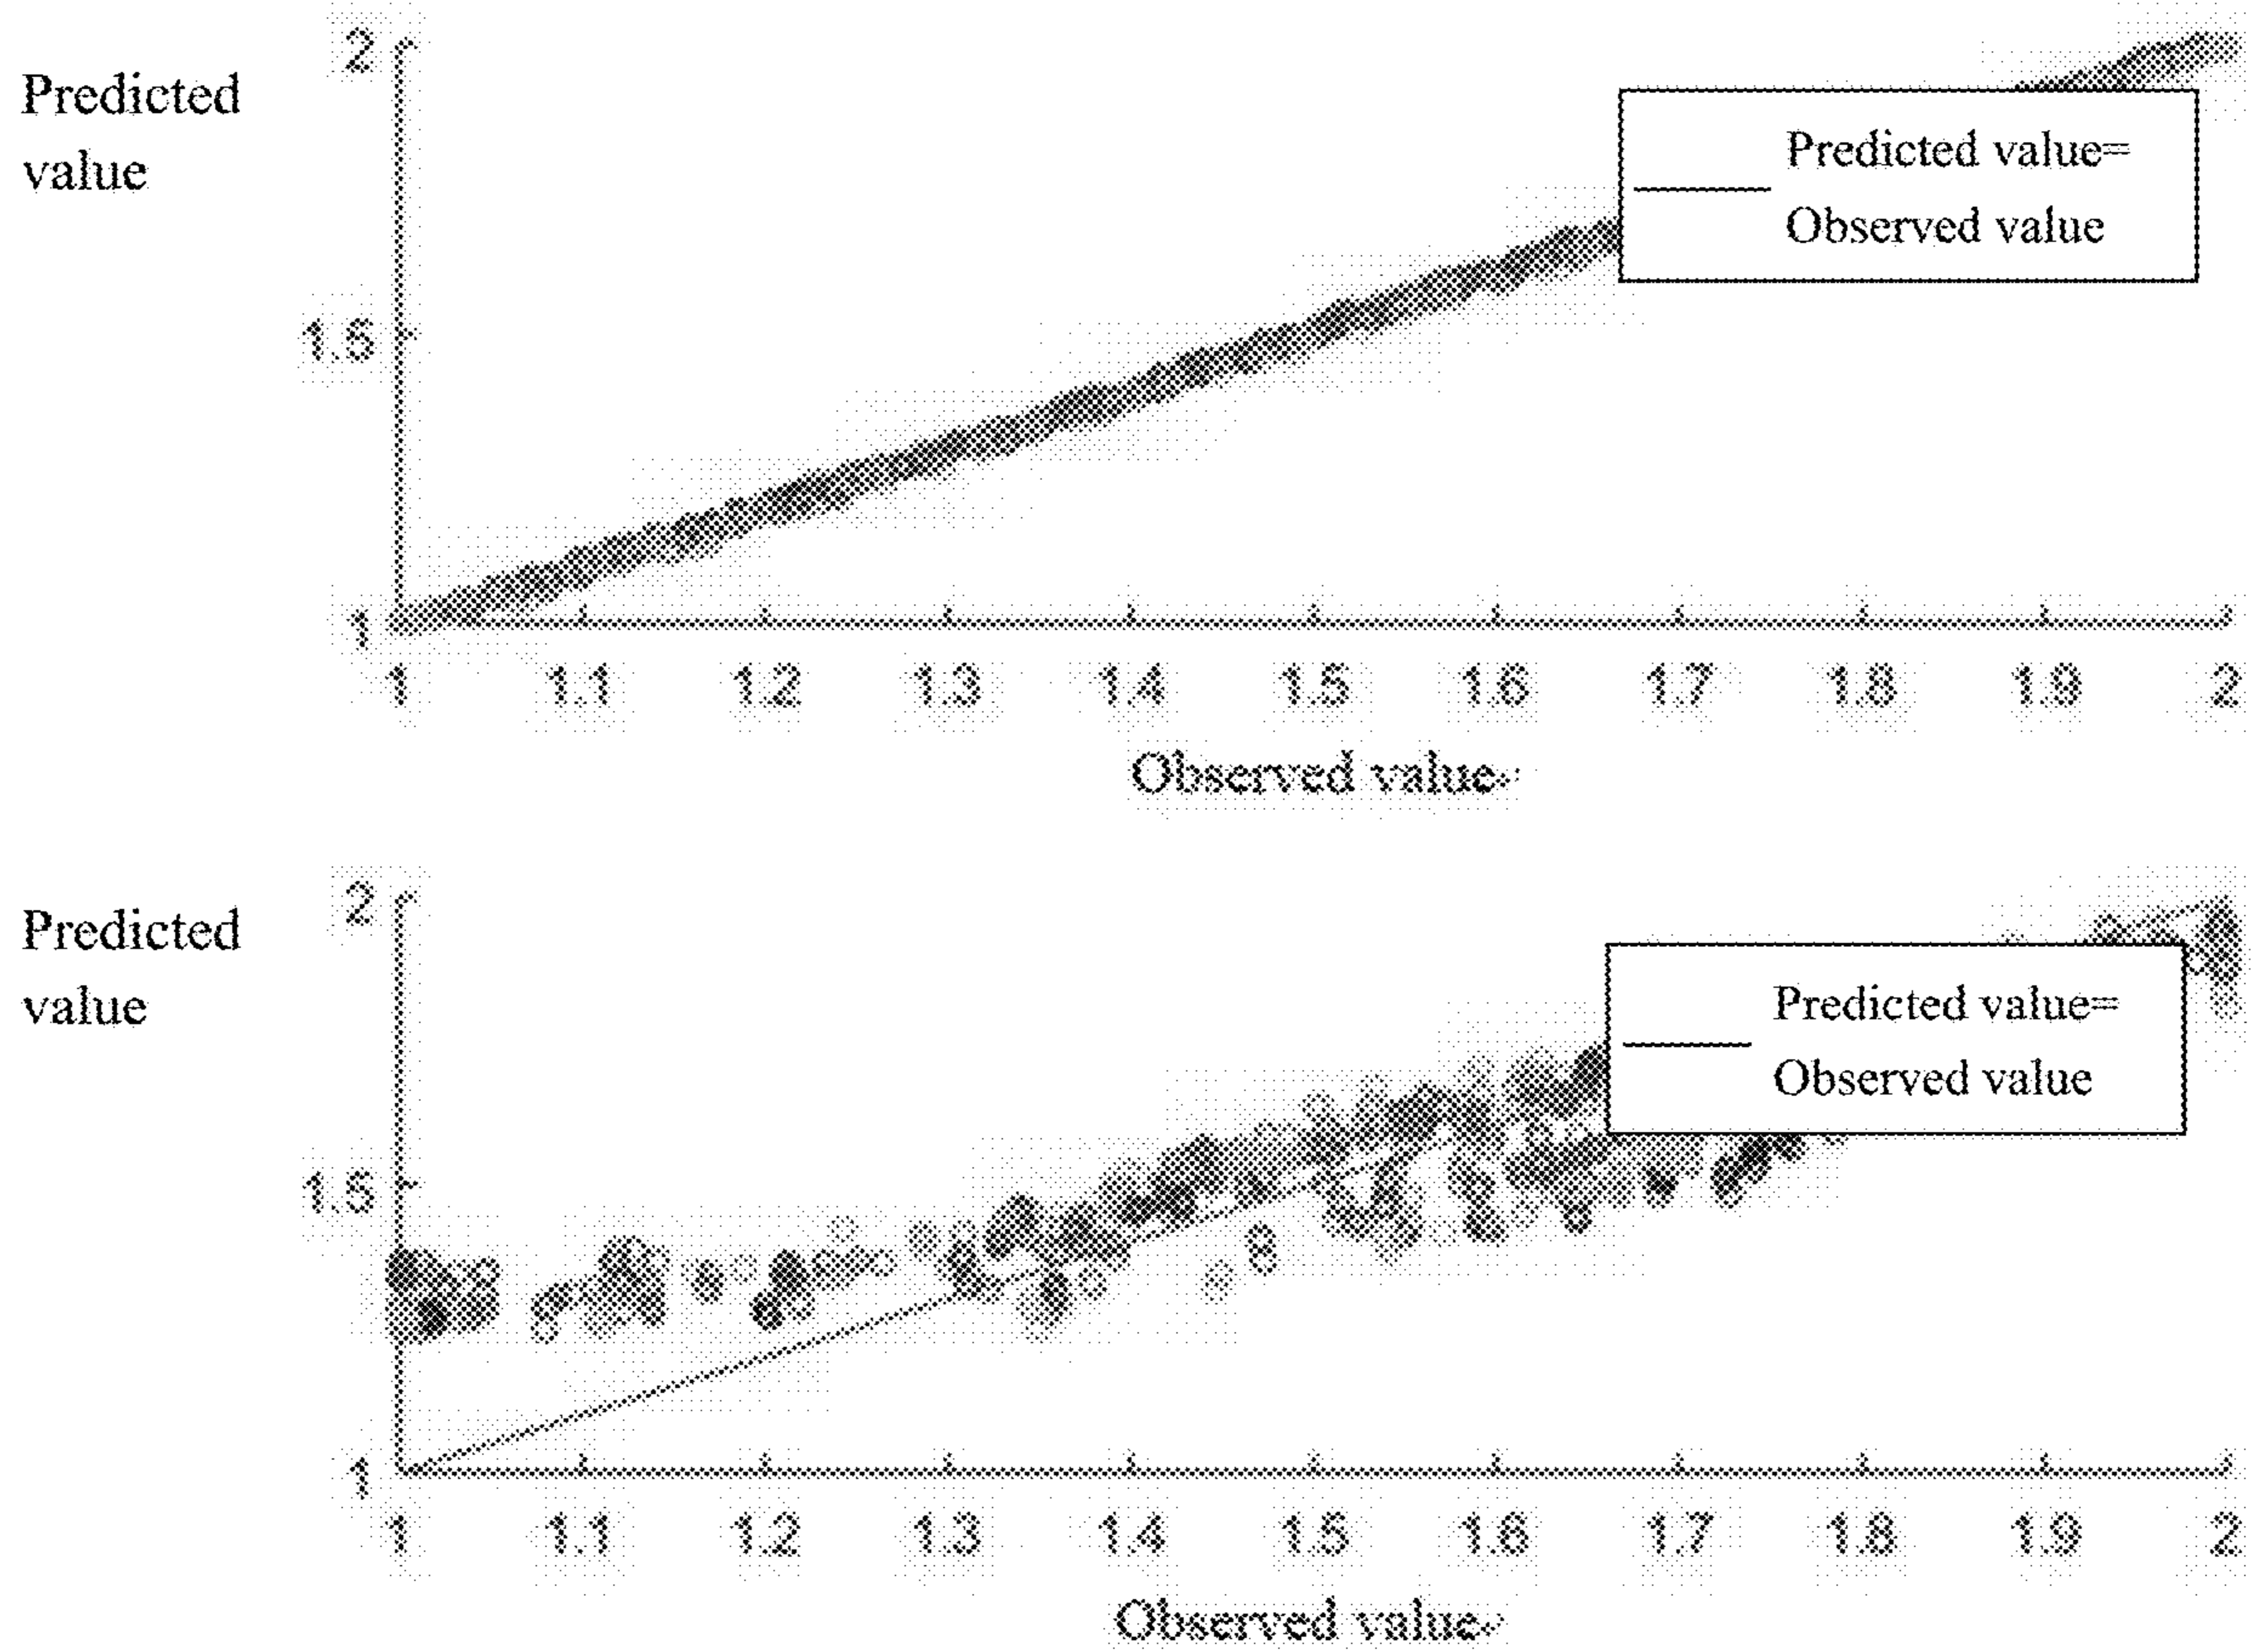 2
Predicted
value
Predicted value=
Observed value
1.5
1
1 1.1 1.2 1.3 1.4 1.5 1.6 1.7 1.8 1.9 2
Observed value
2
Predicted
value
Predicted value=
Observed value
1.5
1
1 1.1 1.2 1.3 1.4 1.5 1.6 1.7 1.8 1.9 2
Observed value